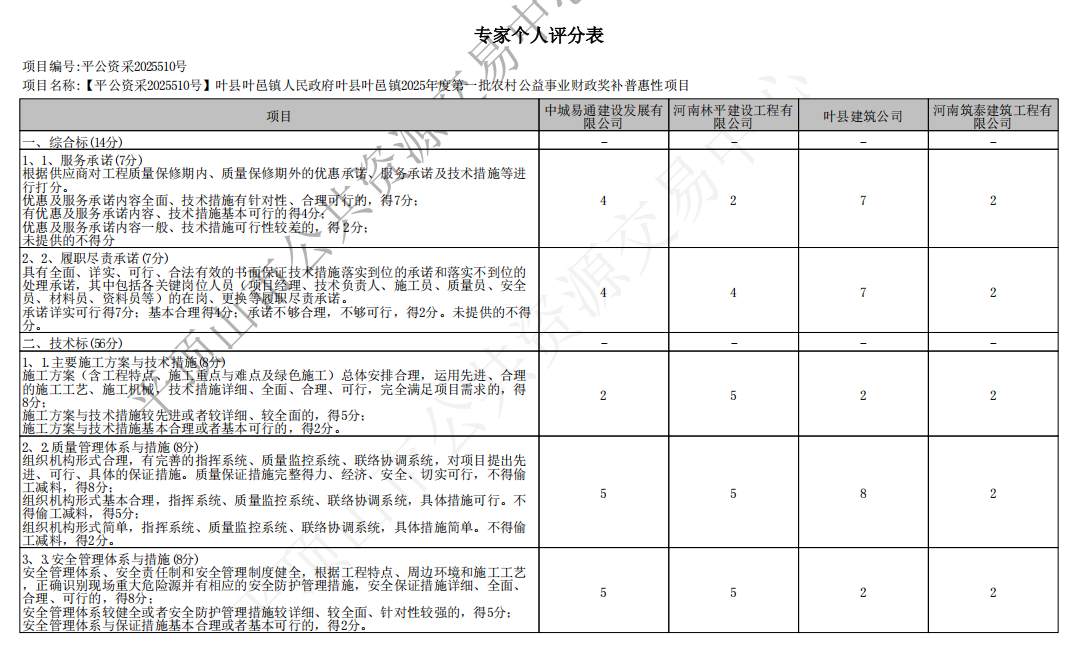 专家个人评分表
项目编号:平公资采2025510号
项目名称:【平公资采2025510号】叶县叶邑镇人民政府叶县叶邑镇2025年度第一批农村公益事业财政奖补普惠性项目
项目 中城易通建设发展有限公司 河南林平建设工程有限公司 叶县建筑公司 河南筑泰建筑工程有限公司
一、综合标(14分) - - - -
1、1、服务承诺(7分)
根据供应商对工程质量保修期内、质量保修期外的优惠承诺、服务承诺及技术措施等进
行打分。
优惠及服务承诺内容全面、技术措施有针对性、合理可行的，得7分；
有优惠及服务承诺内容、技术措施基本可行的得4分；
优惠及服务承诺内容一般、技术措施可行性较差的，得2分；
未提供的不得分
4 2 7 2
2、2、履职尽责承诺(7分)
具有全面、详实、可行、合法有效的书面保证技术措施落实到位的承诺和落实不到位的
处理承诺，其中包括各关键岗位人员（项目经理、技术负责人、施工员、质量员、安全
员、材料员、资料员等）的在岗、更换等履职尽责承诺。
承诺详实可行得7分；基本合理得4分；承诺不够合理，不够可行，得2分。未提供的不得
分。
4 4 7 2
二、技术标(56分) - - - -
1、1.主要施工方案与技术措施(8分)
施工方案（含工程特点、施工重点与难点及绿色施工）总体安排合理，运用先进、合理
的施工工艺、施工机械，技术措施详细、全面、合理、可行，完全满足项目需求的，得
8分；
施工方案与技术措施较先进或者较详细、较全面的，得5分；
施工方案与技术措施基本合理或者基本可行的，得2分。
2 5 2 2
2、2.质量管理体系与措施(8分)
组织机构形式合理，有完善的指挥系统、质量监控系统、联络协调系统，对项目提出先
进、可行、具体的保证措施。质量保证措施完整得力、经济、安全、切实可行，不得偷
工减料，得8分；
组织机构形式基本合理，指挥系统、质量监控系统、联络协调系统，具体措施可行。不
得偷工减料，得5分；
组织机构形式简单，指挥系统、质量监控系统、联络协调系统，具体措施简单。不得偷
工减料，得2分。
5 5 8 2
3、3.安全管理体系与措施(8分)
安全管理体系、安全责任制和安全管理制度健全，根据工程特点、周边环境和施工工艺
，正确识别现场重大危险源并有相应的安全防护管理措施，安全保证措施详细、全面、
合理、可行的，得8分；
安全管理体系较健全或者安全防护管理措施较详细、较全面、针对性较强的，得5分；
安全管理体系与保证措施基本合理或者基本可行的，得2分。
5 5 2 2
平顶山市公共资源交易中心
平顶山市公共资源交易中心